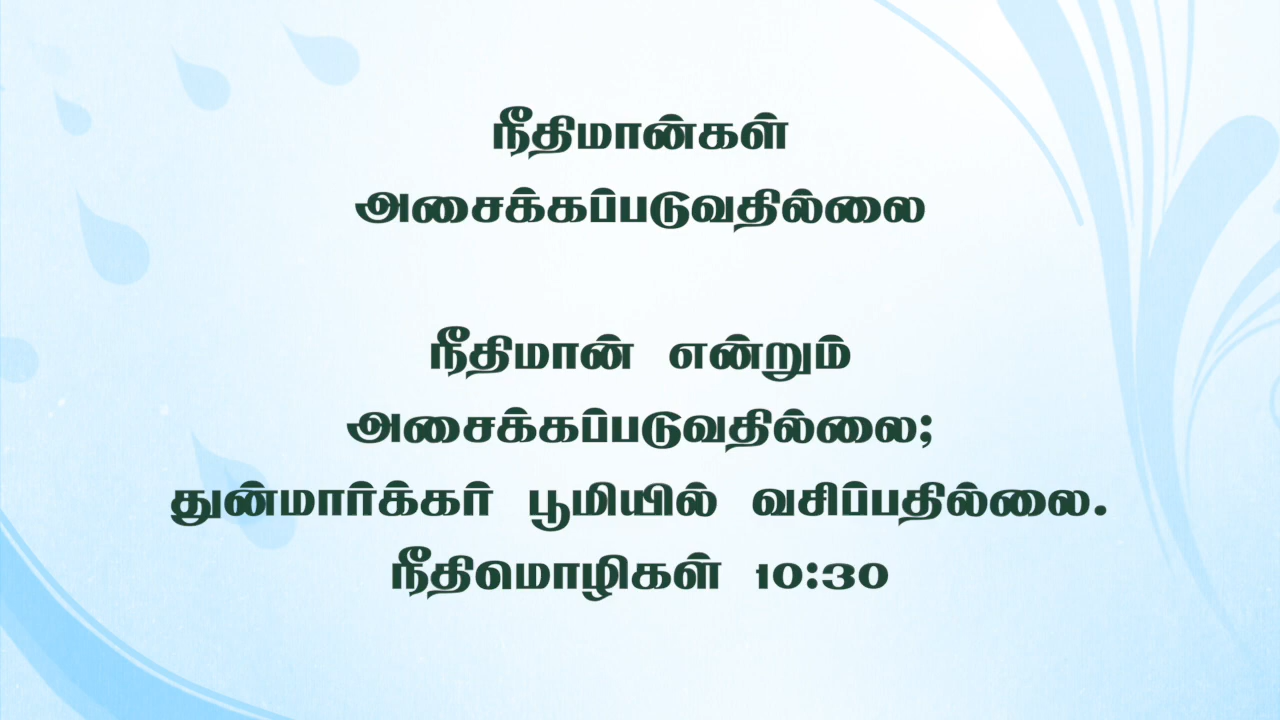 நீதிமான்கள்
அசைக்கப்படுவதில்லை
நீதிமான் என்றும்
அசைக்கப்படுவதில்லை;
துன்மார்க்கர் பூமியில் வசிப்பதில்லை.
நீதிமொழிகள் 10:30